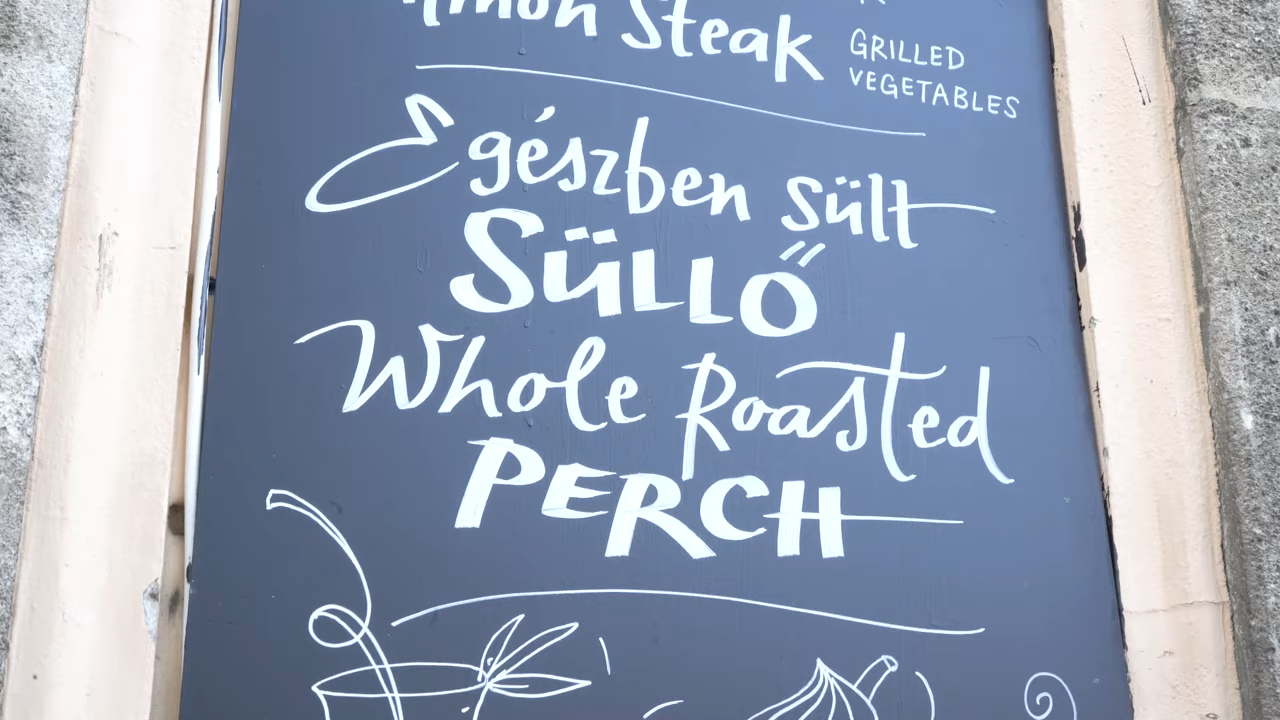 Steak
GRILLED
VEGETABLES
Egészben sült
SÜLLŐ
Whole Roasted
PERCH